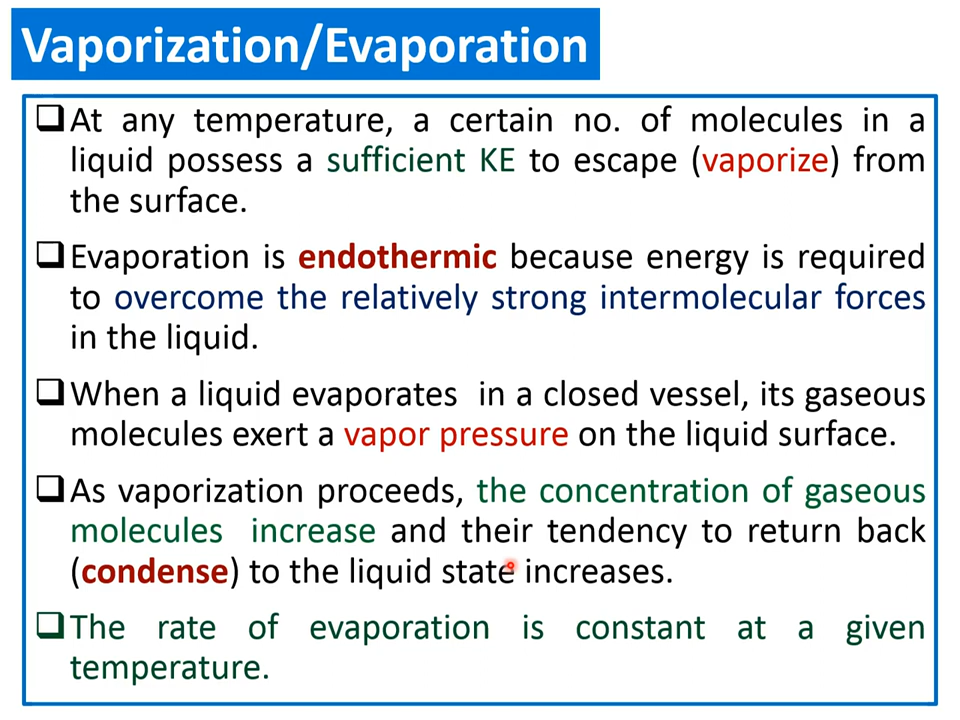 Vaporization/Evaporation
❑At any temperature, a certain no. of molecules in a
liquid possess a sufficient KE to escape (vaporize) from
the surface.
❑Evaporation is endothermic because energy is required
to overcome the relatively strong intermolecular forces
in the liquid.
❑When a liquid evaporates in a closed vessel, its gaseous
molecules exert a vapor pressure on the liquid surface.
❑As vaporization proceeds, the concentration of gaseous
molecules increase and their tendency to return back
(condense) to the liquid state increases.
❑The rate of evaporation is constant at a given
temperature.